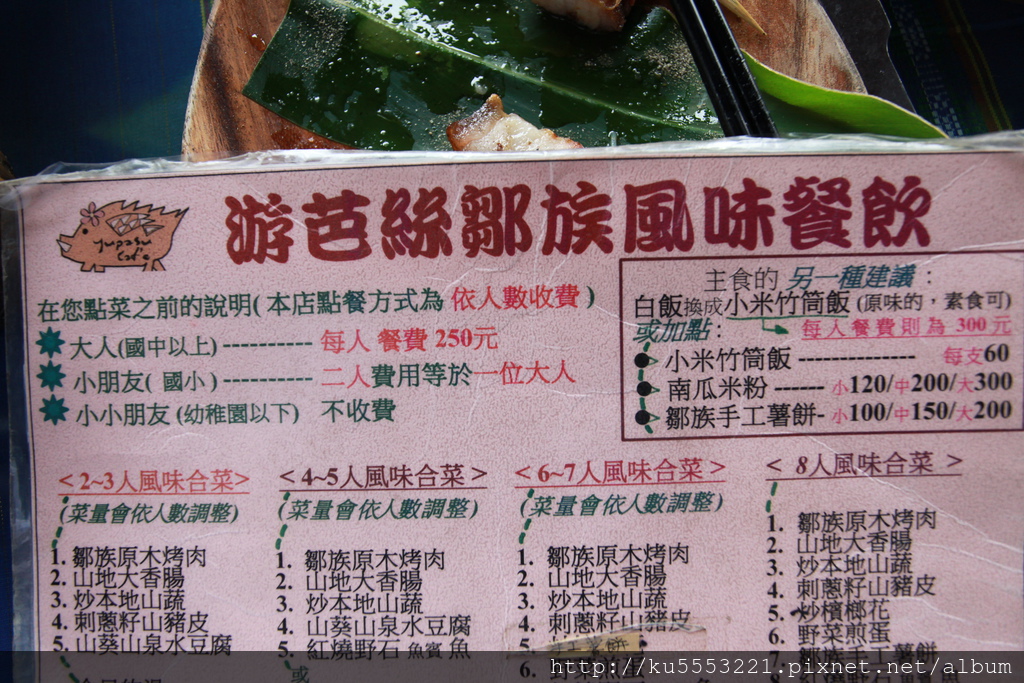 yupasu
cafe
游芭絲鄒族風味餐飲
在您點菜之前的說明( 本店點餐方式為 依人數收費 )
大人(國中以上) ---------- 每人 餐費 250元
小朋友( 國小 ) ---------- 二人費用等於一位大人
小小朋友 (幼稚園以下) 不收費
主食的 另一種建議 :
白飯換成小米竹筒飯 (原味的，素食可)
或加點 : 每人餐費則為 300 元
小米竹筒飯 -------------- 每支60
南瓜米粉 ------ 小120/中200/大300
鄒族手工薯餅- 小100/中150/大200
< 2~3人風味合菜>
(菜量會依人數調整)
1. 鄒族原木烤肉
2. 山地大香腸
3. 炒本地山蔬
4. 刺蔥籽山豬皮
5. 山葵山泉水豆腐
< 4~5人風味合菜 >
(菜量會依人數調整)
1. 鄒族原木烤肉
2. 山地大香腸
3. 炒本地山蔬
4. 山葵山泉水豆腐
5. 紅燒野石 魚賓 魚
或
< 6~7人風味合菜 >
(菜量會依人數調整)
1. 鄒族原木烤肉
2. 山地大香腸
3. 炒本地山蔬
4. 刺蔥籽山豬皮
5.
6. 野菜煎蛋
< 8人風味合菜 >
1. 鄒族原木烤肉
2. 山地大香腸
3. 炒本地山蔬
4. 刺蔥籽山豬皮
5. 炒檳榔花
6. 野菜煎蛋
7. 鄒族手工薯餅
http://ku5553221.pixnet.net/album